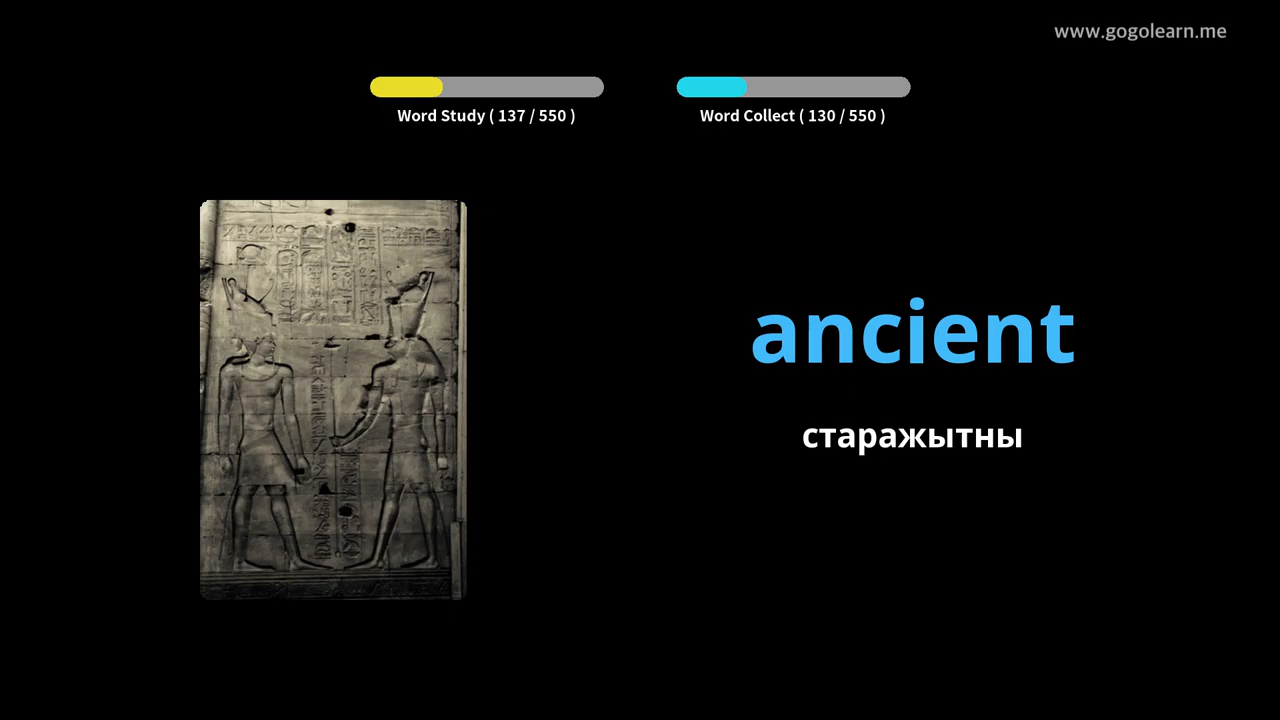 www.gogolearn.me
Word Study ( 137 / 550 )
Word Collect ( 130 / 550 )
ancient
старажытны